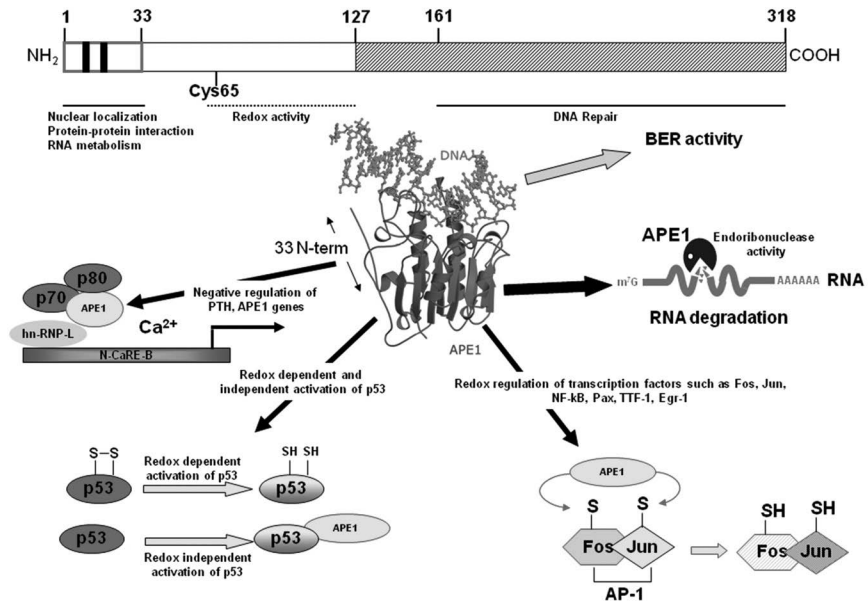 1 33 127 161 318
NH2 COOH
Cys65
Nuclear localization
Protein-protein interaction
RNA metabolism
Redox activity
DNA Repair
DNA
BER activity
33 N-term
APE1
Endoribonuclease
activity
m7G
AAAAAA
RNA
RNA degradation
p80
p70
APE1
hn-RNP-L
Ca2+
N-CaRE-B
Negative regulation of
PTH, APE1 genes
APE1
Redox dependent and
independent activation of p53
Redox regulation of transcription factors such as Fos, Jun,
NF-kB, Pax, TTF-1, Egr-1
S–S
p53
Redox dependent
activation of p53
SH SH
p53
p53
Redox independent
activation of p53
p53
APE1
APE1
S S
Fos Jun
AP-1
SH SH
Fos Jun